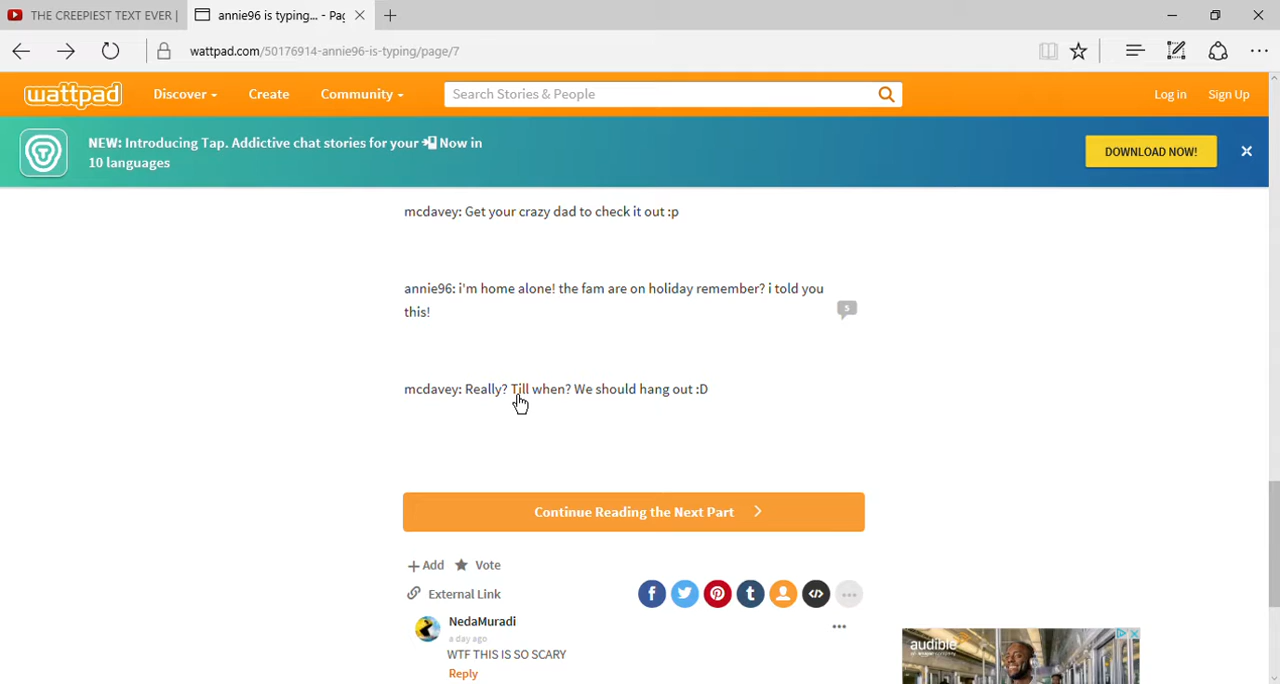 THE CREEPIEST TEXT EVER |
annie96 is typing... - Pag
wattpad.com/50176914-annie96-is-typing/page/7
wattpad
Discover
Create
Community
Search Stories & People
Log in
Sign Up
NEW: Introducing Tap. Addictive chat stories for your 📲 Now in
10 languages
DOWNLOAD NOW!
mcdavey: Get your crazy dad to check it out :p
annie96: i'm home alone! the fam are on holiday remember? i told you
this!
5
mcdavey: Really? Till when? We should hang out :D
Continue Reading the Next Part
+ Add
Vote
External Link
NedaMuradi
a day ago
WTF THIS IS SO SCARY
Reply
audible